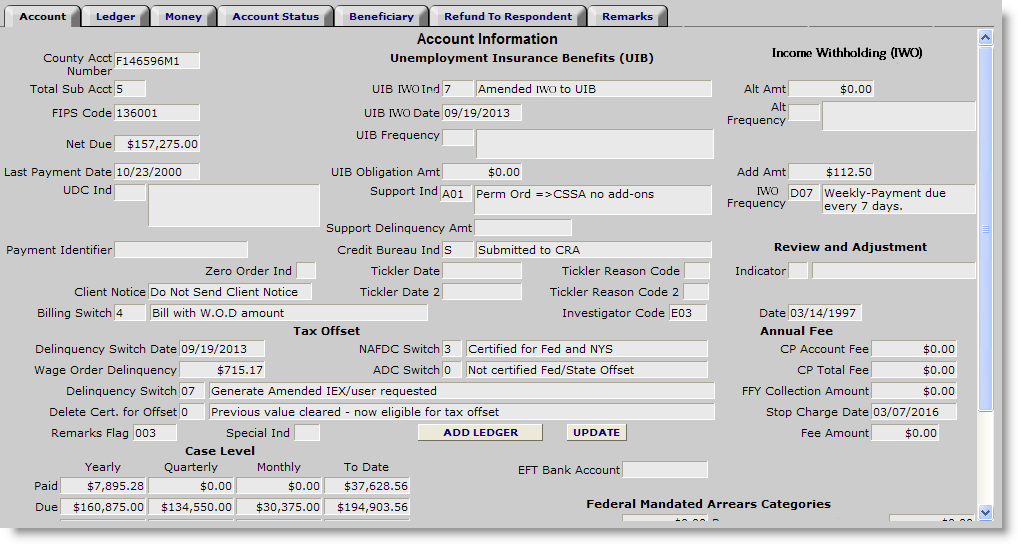 Account Ledger Money Account Status Beneficiary Refund To Respondent Remarks
Account Information
County Acct Number F146596M1 Unemployment Insurance Benefits (UIB) Income Withholding (IWO)
Total Sub Acct 5 UIB IWO Ind 7 Amended IWO to UIB Alt Amt $0.00
FIPS Code 136001 UIB IWO Date 09/19/2013 Alt Frequency
Net Due $157,275.00 UIB Frequency
Last Payment Date 10/23/2000 UIB Obligation Amt $0.00 Add Amt $112.50
UDC Ind Support Ind A01 Perm Ord =>CSSA no add-ons IWO Frequency D07 Weekly-Payment due every 7 days.
Support Delinquency Amt
Payment Identifier Credit Bureau Ind S Submitted to CRA Review and Adjustment
Zero Order Ind Tickler Date Tickler Reason Code Indicator
Client Notice Do Not Send Client Notice Tickler Date 2 Tickler Reason Code 2
Billing Switch 4 Bill with W.O.D amount Investigator Code E03 Date 03/14/1997
Tax Offset Annual Fee
Delinquency Switch Date 09/19/2013 NAFDC Switch 3 Certified for Fed and NYS CP Account Fee $0.00
Wage Order Delinquency $715.17 ADC Switch 0 Not certified Fed/State Offset CP Total Fee $0.00
Delinquency Switch 07 Generate Amended IEX/user requested FFY Collection Amount $0.00
Delete Cert. for Offset 0 Previous value cleared - now eligible for tax offset Stop Charge Date 03/07/2016
Remarks Flag 003 Special Ind ADD LEDGER UPDATE Fee Amount $0.00
Case Level
Yearly Quarterly Monthly To Date EFT Bank Account
Paid $7,895.28 $0.00 $0.00 $37,628.56
Due $160,875.00 $134,550.00 $30,375.00 $194,903.56 Federal Mandated Arrears Categories